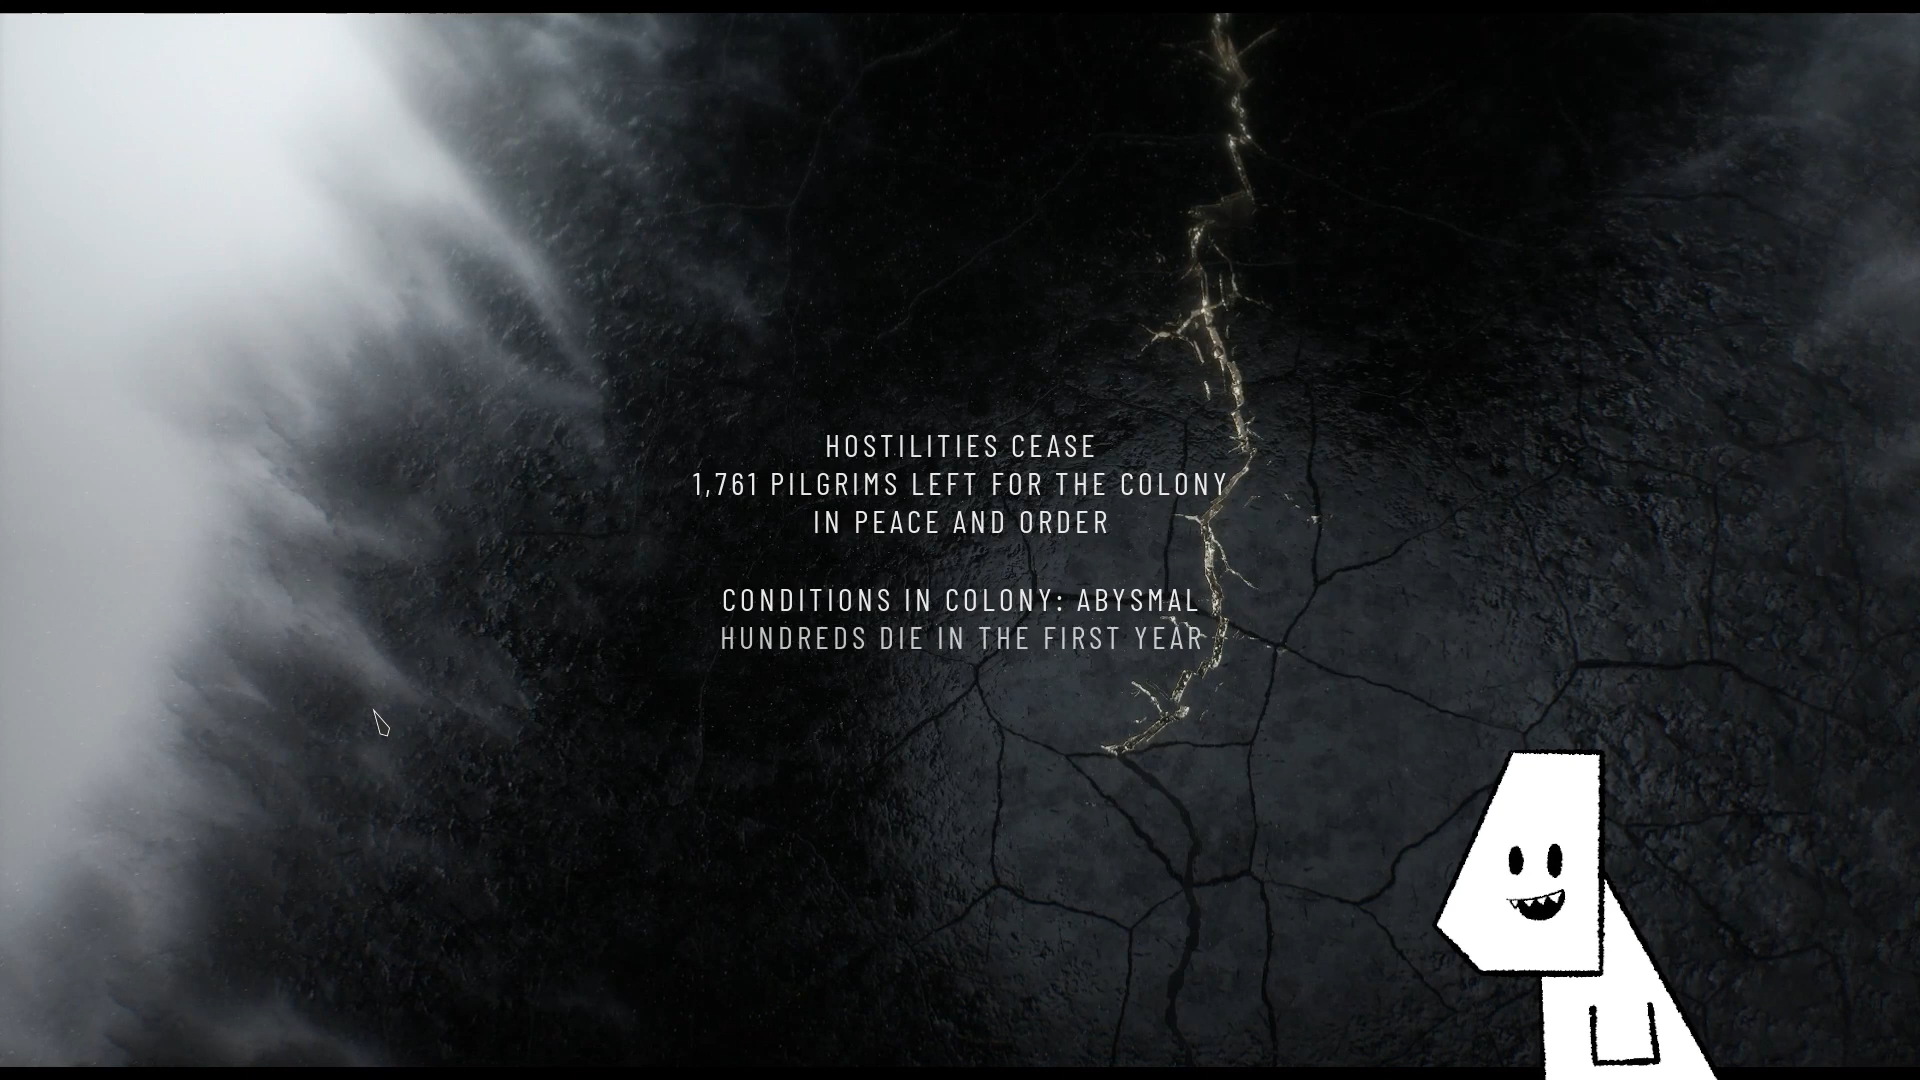 HOSTILITIES CEASE
1,761 PILGRIMS LEFT FOR THE COLONY
IN PEACE AND ORDER
CONDITIONS IN COLONY: ABYSMAL
HUNDREDS DIE IN THE FIRST YEAR